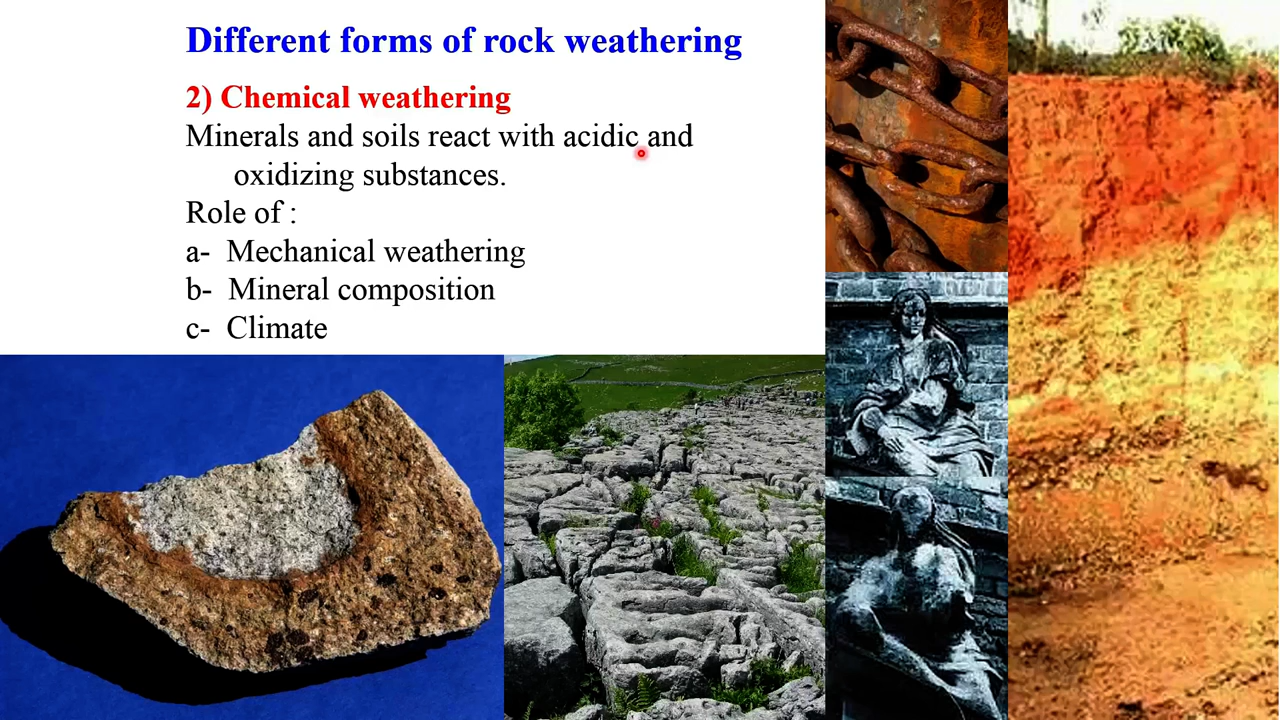 Different forms of rock weathering
2) Chemical weathering
Minerals and soils react with acidic and
oxidizing substances.
Role of :
a- Mechanical weathering
b- Mineral composition
c- Climate